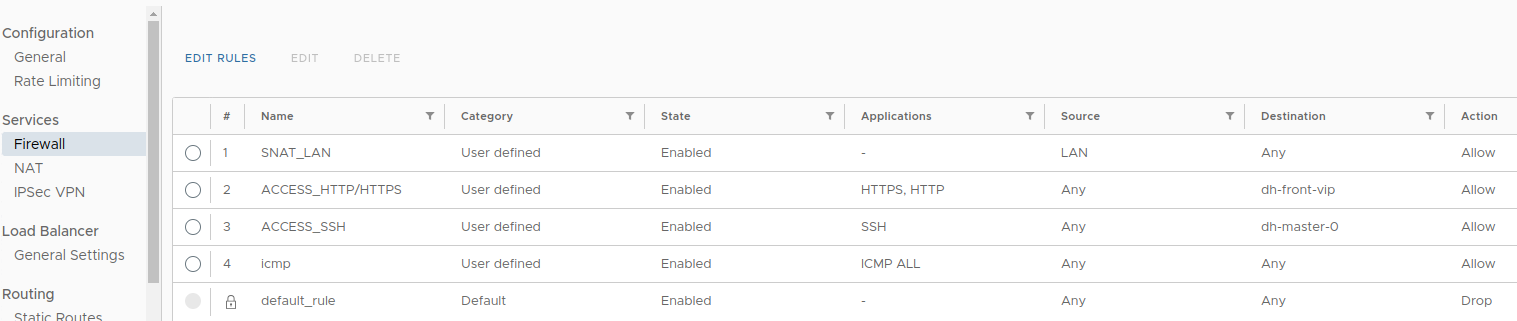 Configuration
General
Rate Limiting
Services
Firewall
NAT
IPSec VPN
Load Balancer
General Settings
Routing
Static Routes
EDIT RULES EDIT DELETE
# Name Category State Applications Source Destination Action
1 SNAT_LAN User defined Enabled - LAN Any Allow
2 ACCESS_HTTP/HTTPS User defined Enabled HTTPS, HTTP Any dh-front-vip Allow
3 ACCESS_SSH User defined Enabled SSH Any dh-master-0 Allow
4 icmp User defined Enabled ICMP ALL Any Any Allow
default_rule Default Enabled - Any Any Drop